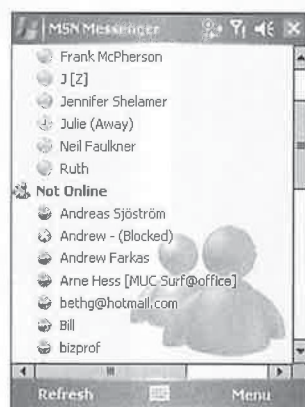 MSN Messenger
Frank McPherson
J [Z]
Jennifer Shelamer
Julie (Away)
Neil Faulkner
Ruth
Not Online
Andreas Sjöström
Andrew - (Blocked)
Andrew Farkas
Arne Hess [MUC Surf@office]
bethg@hotmail.com
Bill
bizprof
Refresh Menu